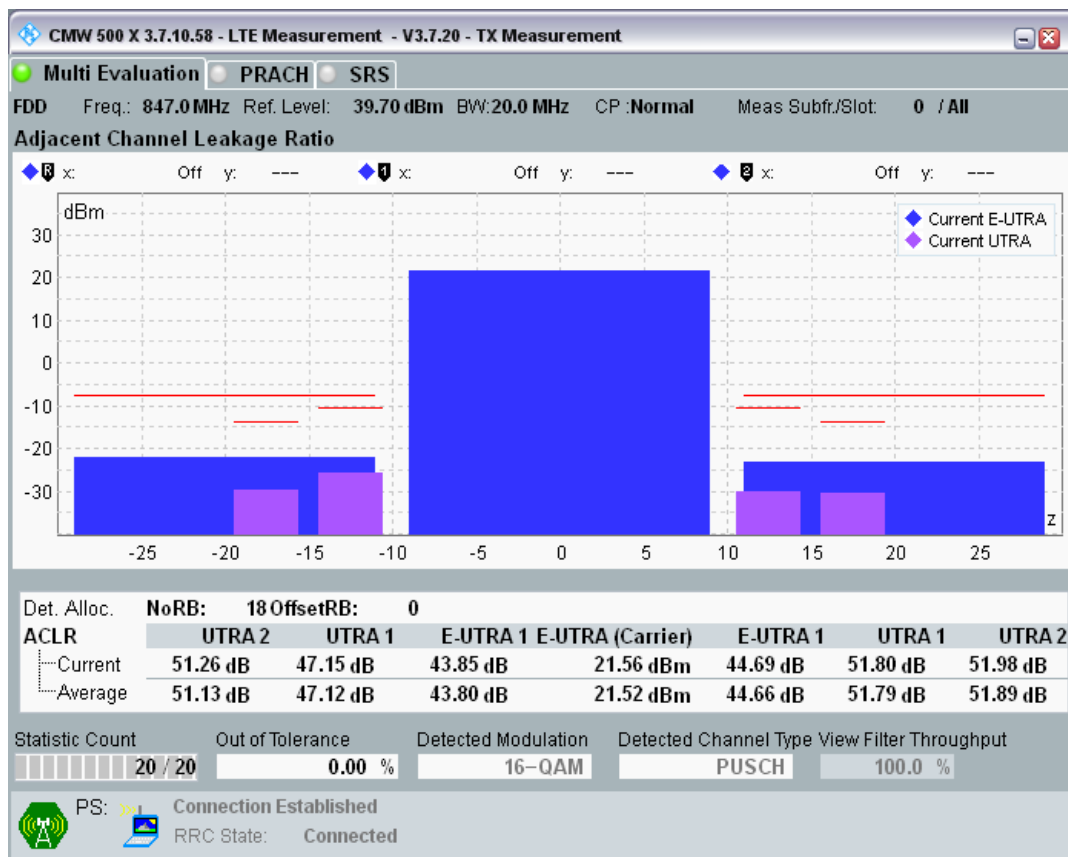 CMW 500 X 3.7.10.58 - LTE Measurement - V3.7.20 - TX Measurement
Multi Evaluation PRACH SRS
FDD Freq.: 847.0 MHz Ref. Level: 39.70 dBm BW:20.0 MHz CP :Normal Meas Subfr./Slot: 0 / All
Adjacent Channel Leakage Ratio
R x: Off y: --- 1 x: Off y: --- 2 x: Off y: ---
dBm
Current E-UTRA
Current UTRA
30
20
10
0
-10
-20
-30
z
-25 -20 -15 -10 -5 0 5 10 15 20 25
Det. Alloc. NoRB: 18 OffsetRB: 0
ACLR UTRA 2 UTRA 1 E-UTRA 1 E-UTRA (Carrier) E-UTRA 1 UTRA 1 UTRA 2
Current 51.26 dB 47.15 dB 43.85 dB 21.56 dBm 44.69 dB 51.80 dB 51.98 dB
Average 51.13 dB 47.12 dB 43.80 dB 21.52 dBm 44.66 dB 51.79 dB 51.89 dB
Statistic Count Out of Tolerance Detected Modulation Detected Channel Type View Filter Throughput
20 / 20 0.00 % 16-QAM PUSCH 100.0 %
PS: Connection Established
RRC State: Connected